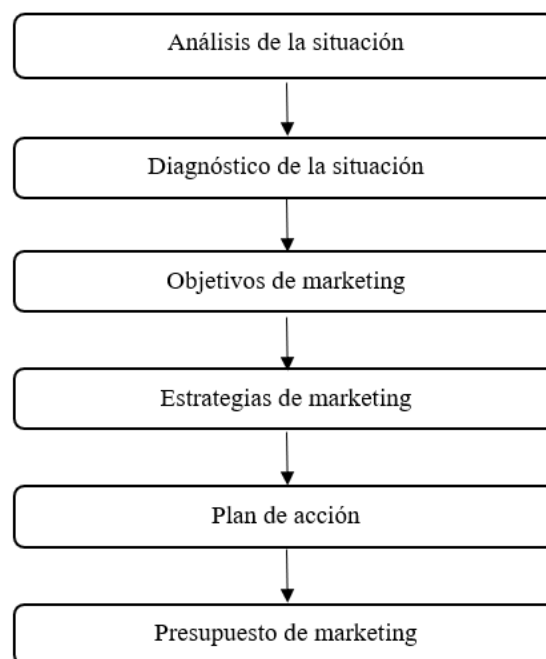 Análisis de la situación
Diagnóstico de la situación
Objetivos de marketing
Estrategias de marketing
Plan de acción
Presupuesto de marketing